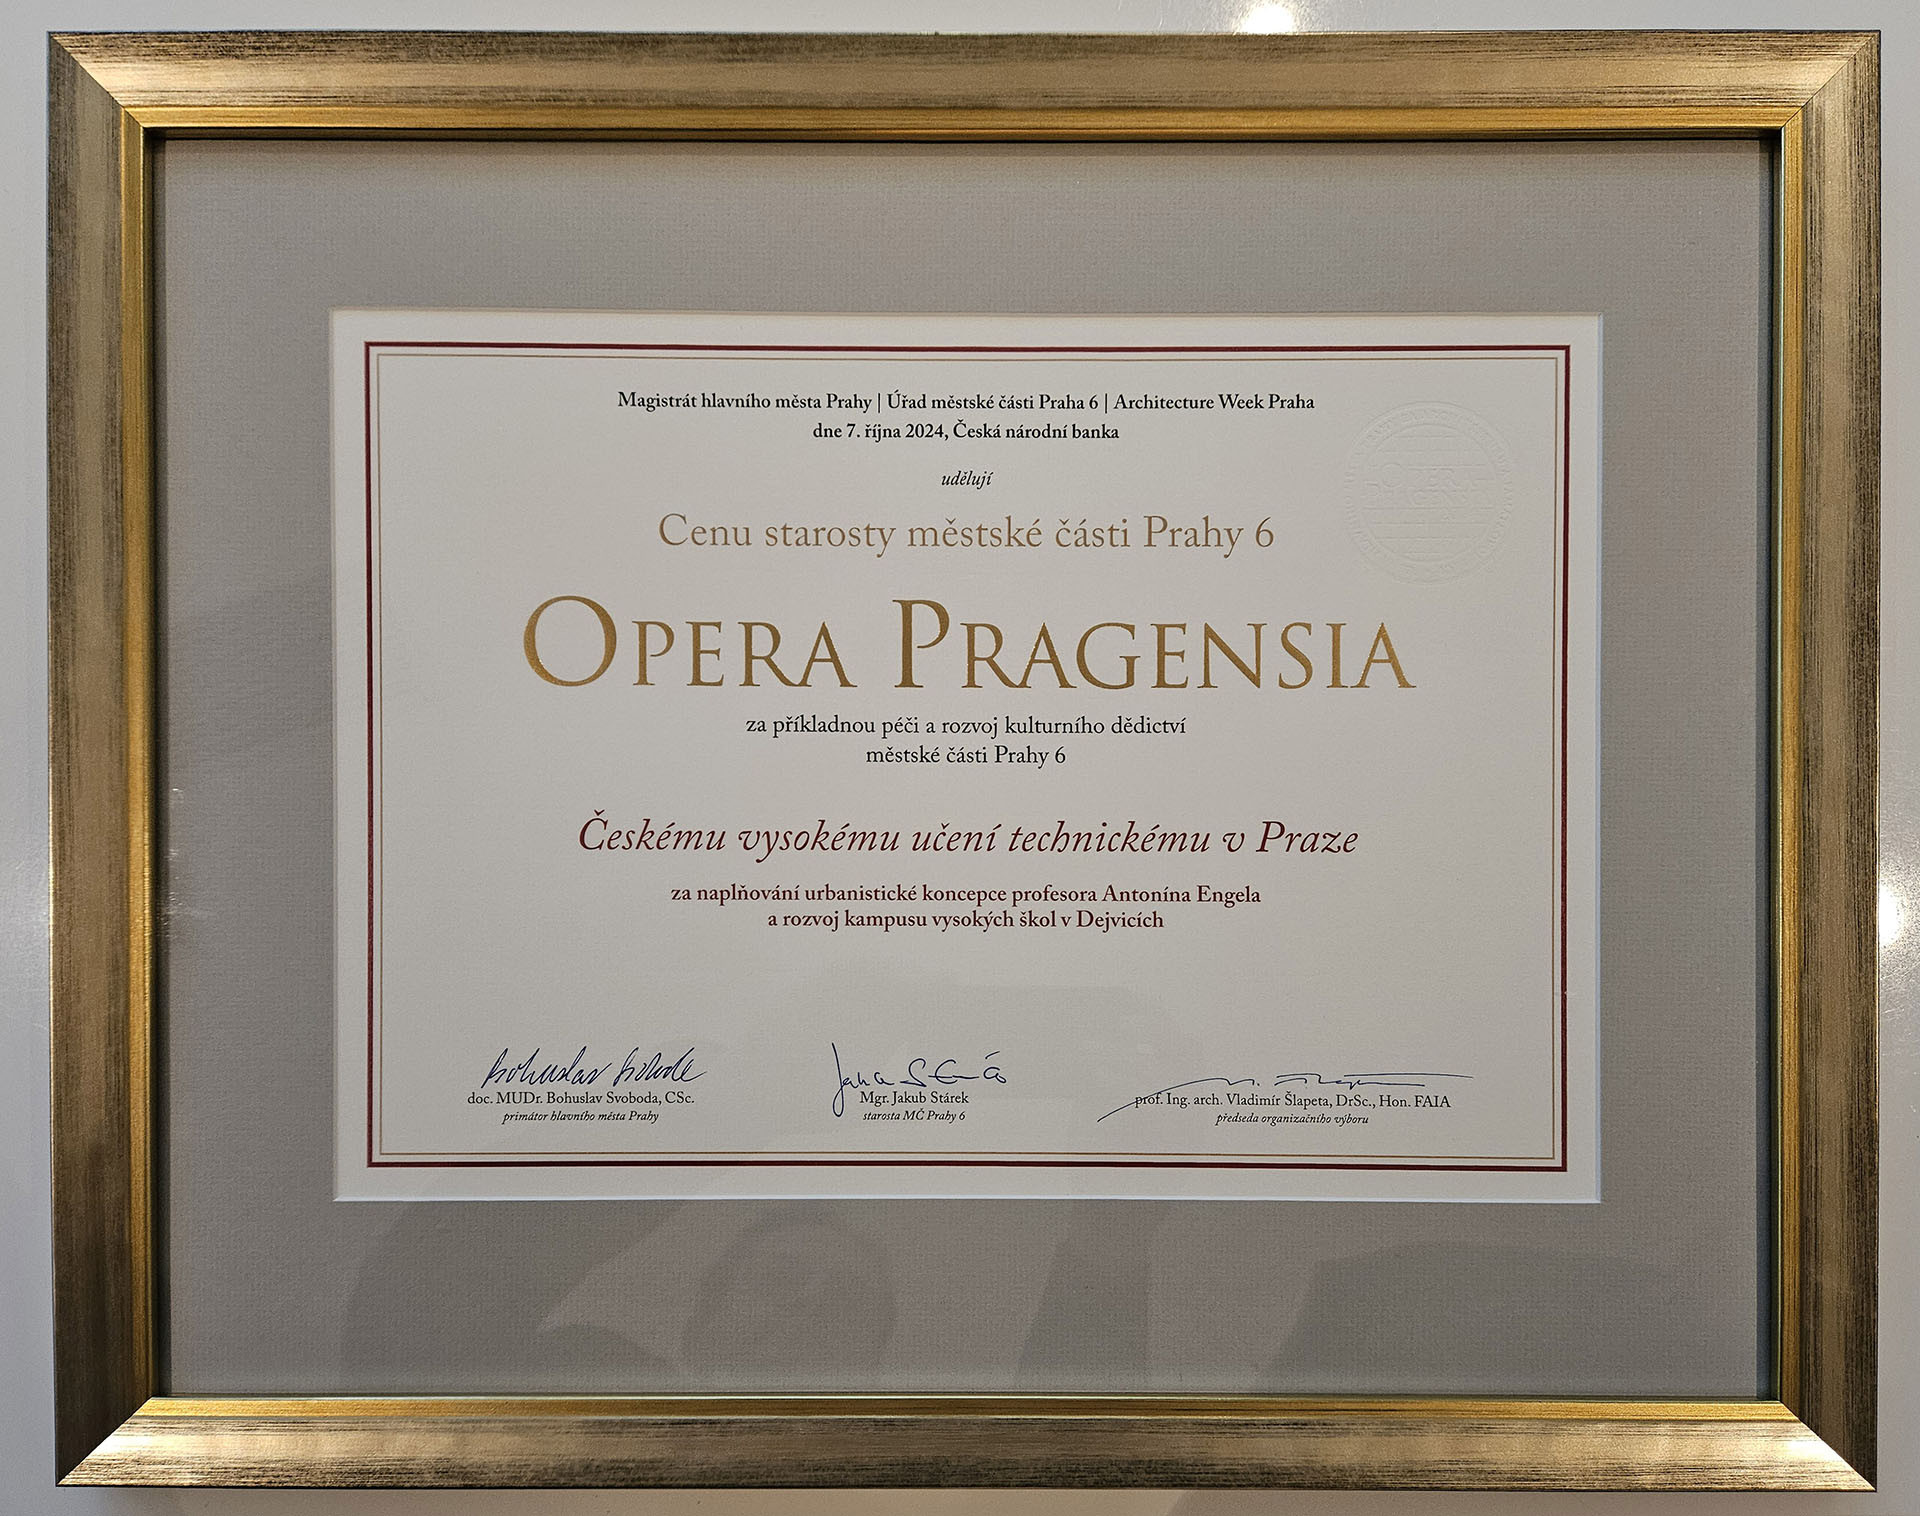 Magistrát hlavního města Prahy | Úřad městské části Praha 6 | Architecture Week Praha
dne 7. října 2024, Česká národní banka
udělují
Cenu starosty městské části Prahy 6
OPERA PRAGENSIA
za příkladnou péči a rozvoj kulturního dědictví
městské části Prahy 6
Českému vysokému učení technickému v Praze
za naplňování urbanistické koncepce profesora Antonína Engela
a rozvoj kampusu vysokých škol v Dejvicích
doc. MUDr. Bohuslav Svoboda, CSc.
primátor hlavního města Prahy
Mgr. Jakub Stárek
starosta MČ Prahy 6
prof. Ing. arch. Vladimír Šlapeta, DrSc., Hon. FAIA
předseda organizačního výboru